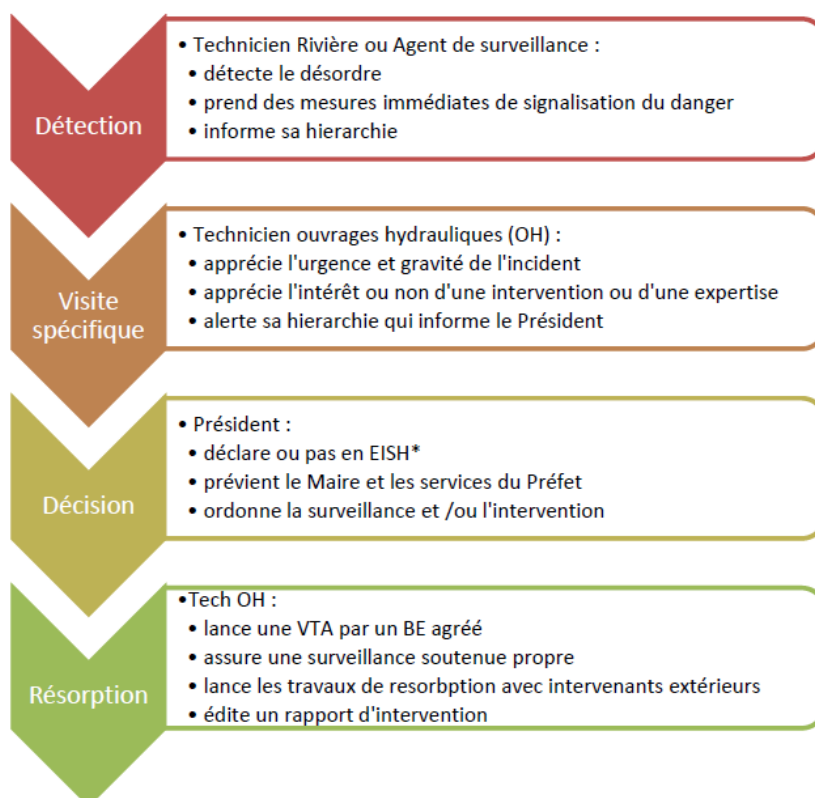 Détection
• Technicien Rivière ou Agent de surveillance :
• détecte le désordre
• prend des mesures immédiates de signalisation du danger
• informe sa hierarchie
Visite
spécifique
• Technicien ouvrages hydrauliques (OH) :
• apprécie l'urgence et gravité de l'incident
• apprécie l'intérêt ou non d'une intervention ou d'une expertise
• alerte sa hierarchie qui informe le Président
Décision
• Président :
• déclare ou pas en EISH*
• prévient le Maire et les services du Préfet
• ordonne la surveillance et /ou l'intervention
Résorption
•Tech OH :
• lance une VTA par un BE agréé
• assure une surveillance soutenue propre
• lance les travaux de resorbption avec intervenants extérieurs
• édite un rapport d'intervention